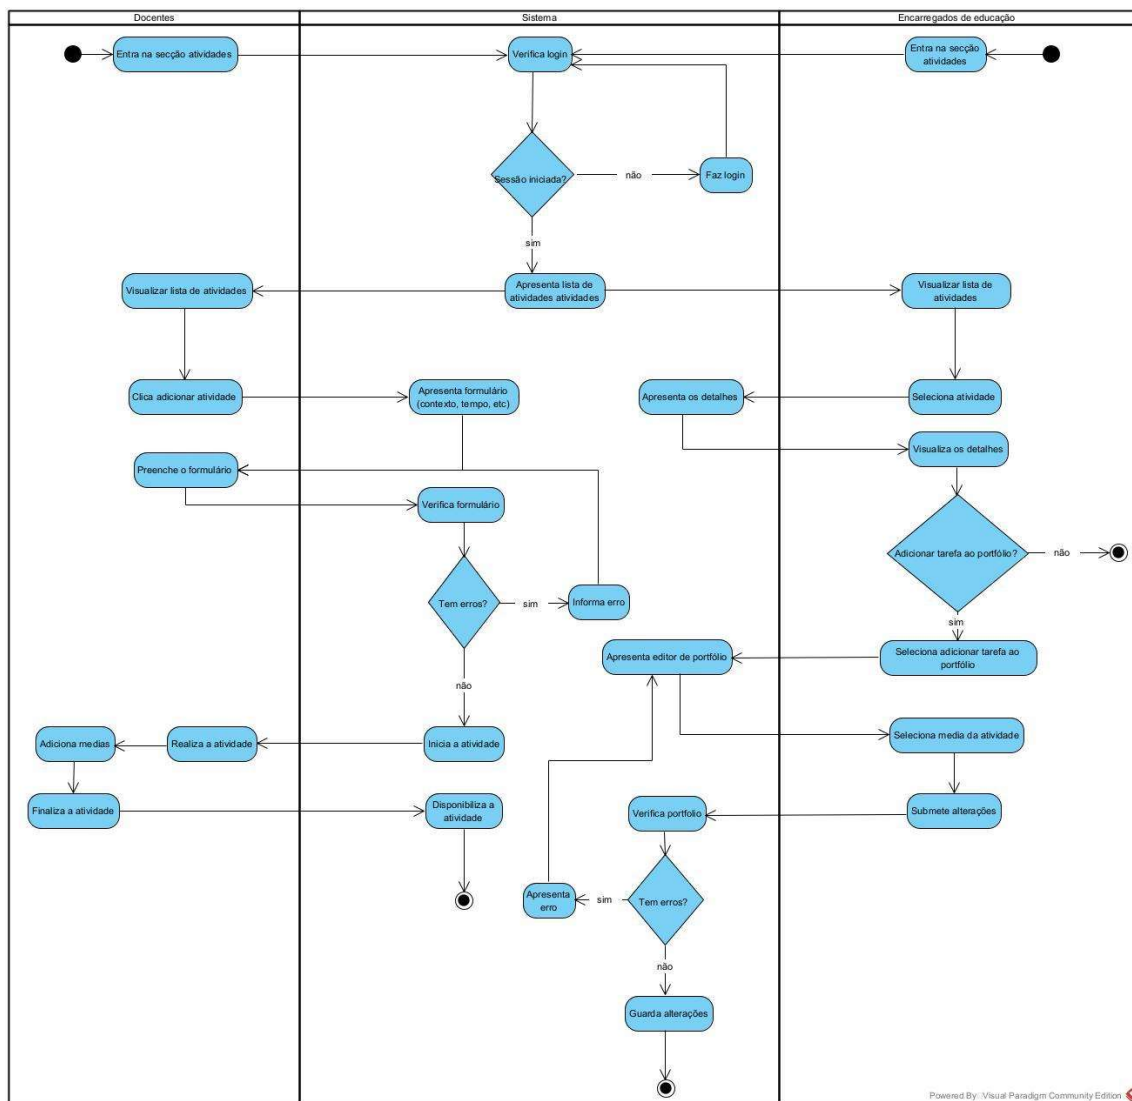 Docentes
Sistema
Encarregados de educação
Entra na secção atividades
Verifica login
Entra na secção
atividades
Sessão iniciada?
não
Faz login
sim
Visualizar lista de atividades
Apresenta lista de
atividades atividades
Visualizar lista de
atividades
Clica adicionar atividade
Apresenta formulário
(contexto, tempo, etc)
Apresenta os detalhes
Seleciona atividade
Visualiza os detalhes
Preenche o formulário
Verifica formulário
Adicionar tarefa ao portfólio?
não
Tem erros?
sim
Informa erro
sim
Apresenta editor de portfólio
Seleciona adicionar tarefa ao
portfólio
não
Adiciona medias
Realiza a atividade
Inicia a atividade
Seleciona media da atividade
Finaliza a atividade
Disponibiliza a
atividade
Verifica portfolio
Submete alterações
Apresenta
erro
sim
Tem erros?
não
Guarda alterações
Powered By: Visual Paradigm Community Edition